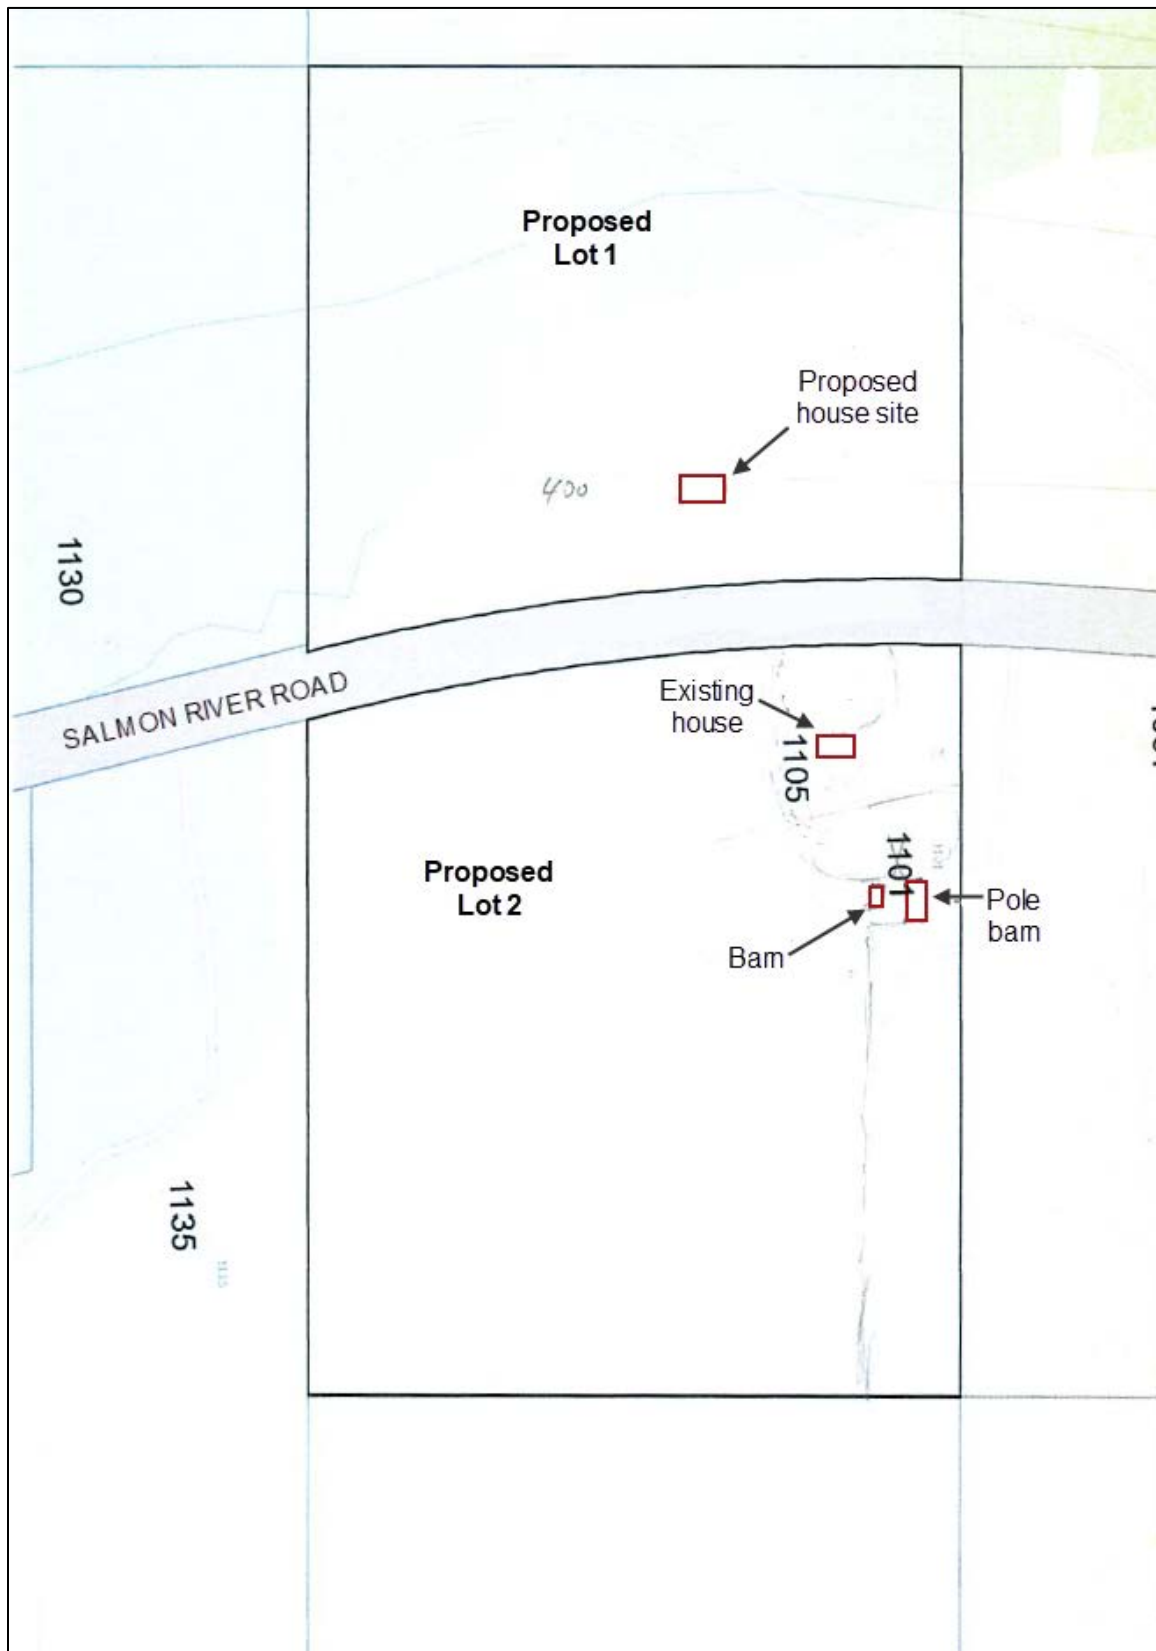 Proposed
Lot 1
Proposed
house site
400
1130
SALMON RIVER ROAD
Existing
house
1105
1101
Proposed
Lot 2
Pole
barn
Barn
1135
1135